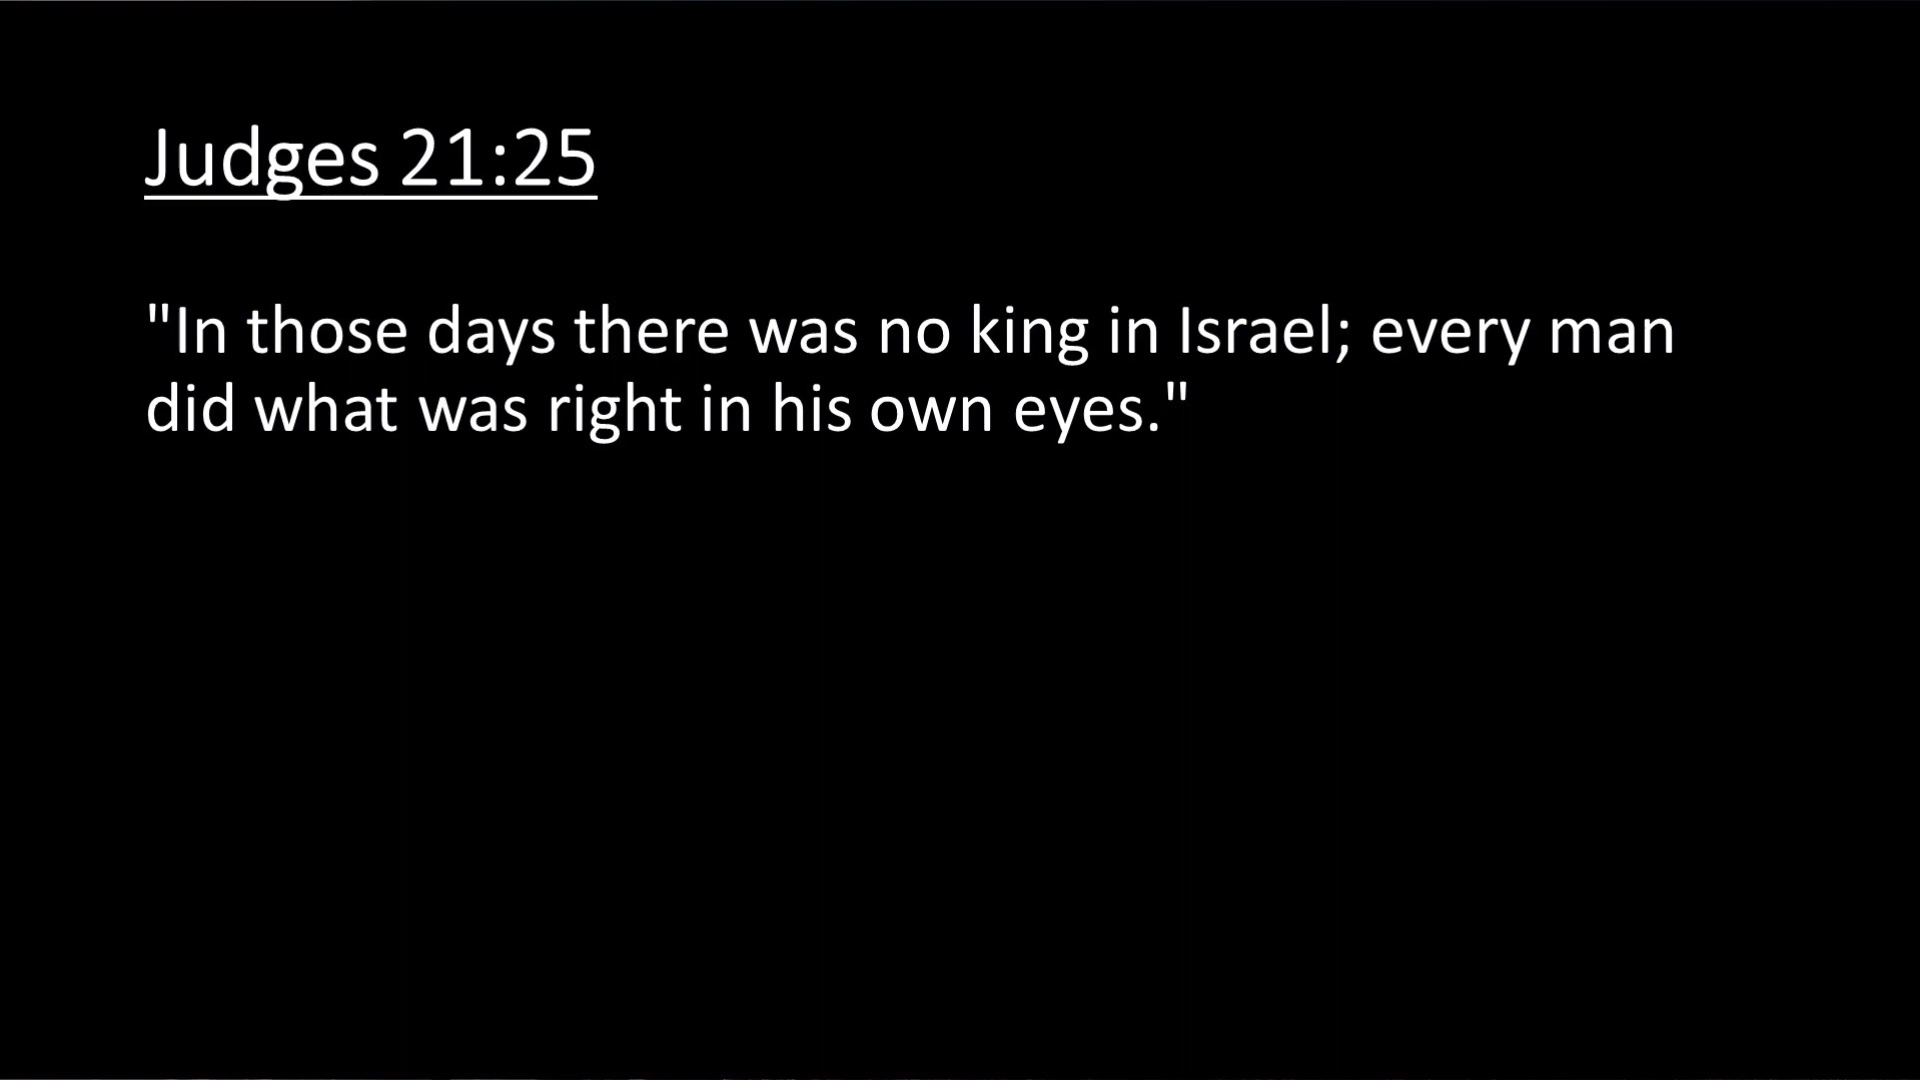 Judges 21:25
"In those days there was no king in Israel; every man
did what was right in his own eyes."